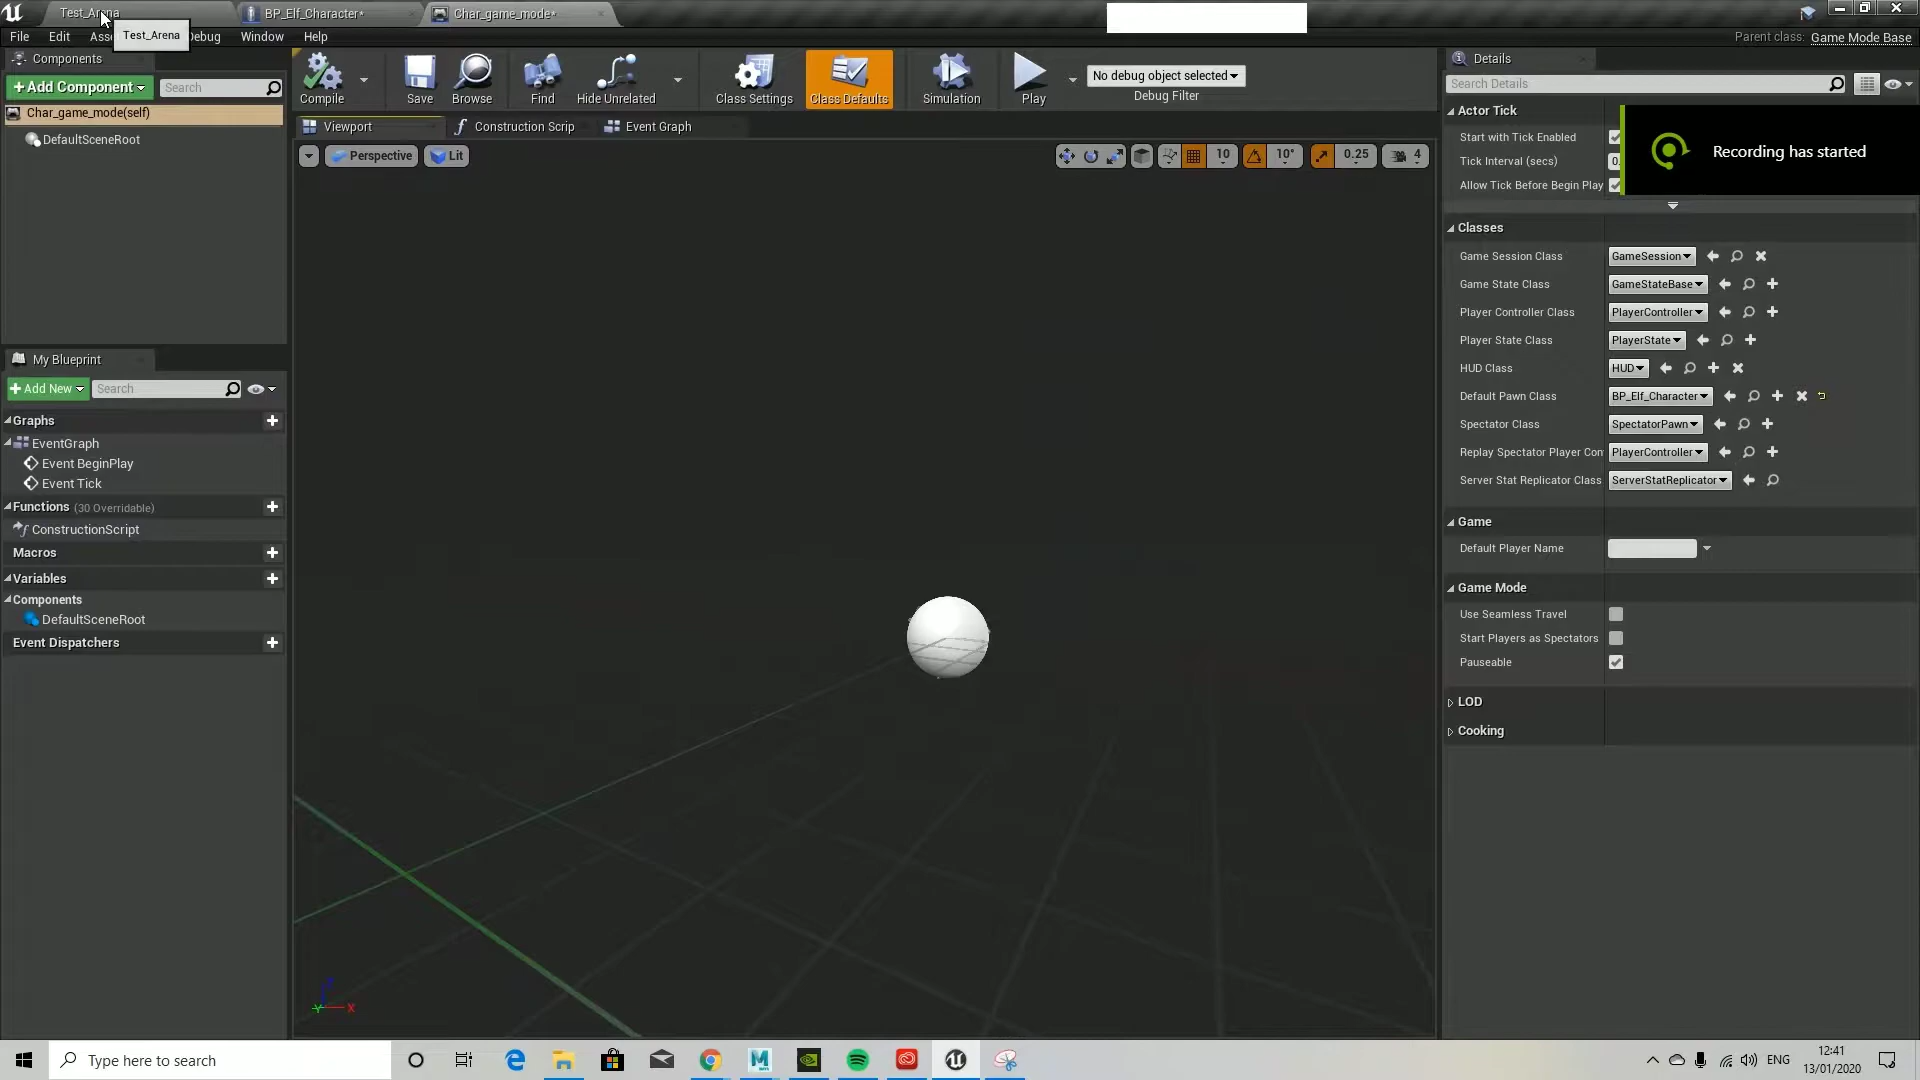 Test_Arena
BP_Elf_Character*
Char_game_mode*
File
Edit
Test_Arena
Window
Help
Parent class: Game Mode Base
Components
+ Add Component
Search
Char_game_mode(self)
DefaultSceneRoot
Compile
Save
Browse
Find
Hide Unrelated
Class Settings
Class Defaults
Simulation
Play
No debug object selected
Debug Filter
Viewport
Construction Scrip
Event Graph
Perspective
Lit
10
10°
0.25
4
My Blueprint
+ Add New
Search
Graphs
EventGraph
Event BeginPlay
Event Tick
Functions (30 Overridable)
ConstructionScript
Macros
Variables
Components
DefaultSceneRoot
Event Dispatchers
Details
Search Details
Actor Tick
Start with Tick Enabled
Tick Interval (secs)
Allow Tick Before Begin Play
Recording has started
Classes
Game Session Class GameSession
Game State Class GameStateBase
Player Controller Class PlayerController
Player State Class PlayerState
HUD Class HUD
Default Pawn Class BP_Elf_Character
Spectator Class SpectatorPawn
Replay Spectator Player Con PlayerController
Server Stat Replicator Class ServerStatReplicator
Game
Default Player Name
Game Mode
Use Seamless Travel
Start Players as Spectators
Pauseable
LOD
Cooking
X
Type here to search
ENG
12:41
13/01/2020